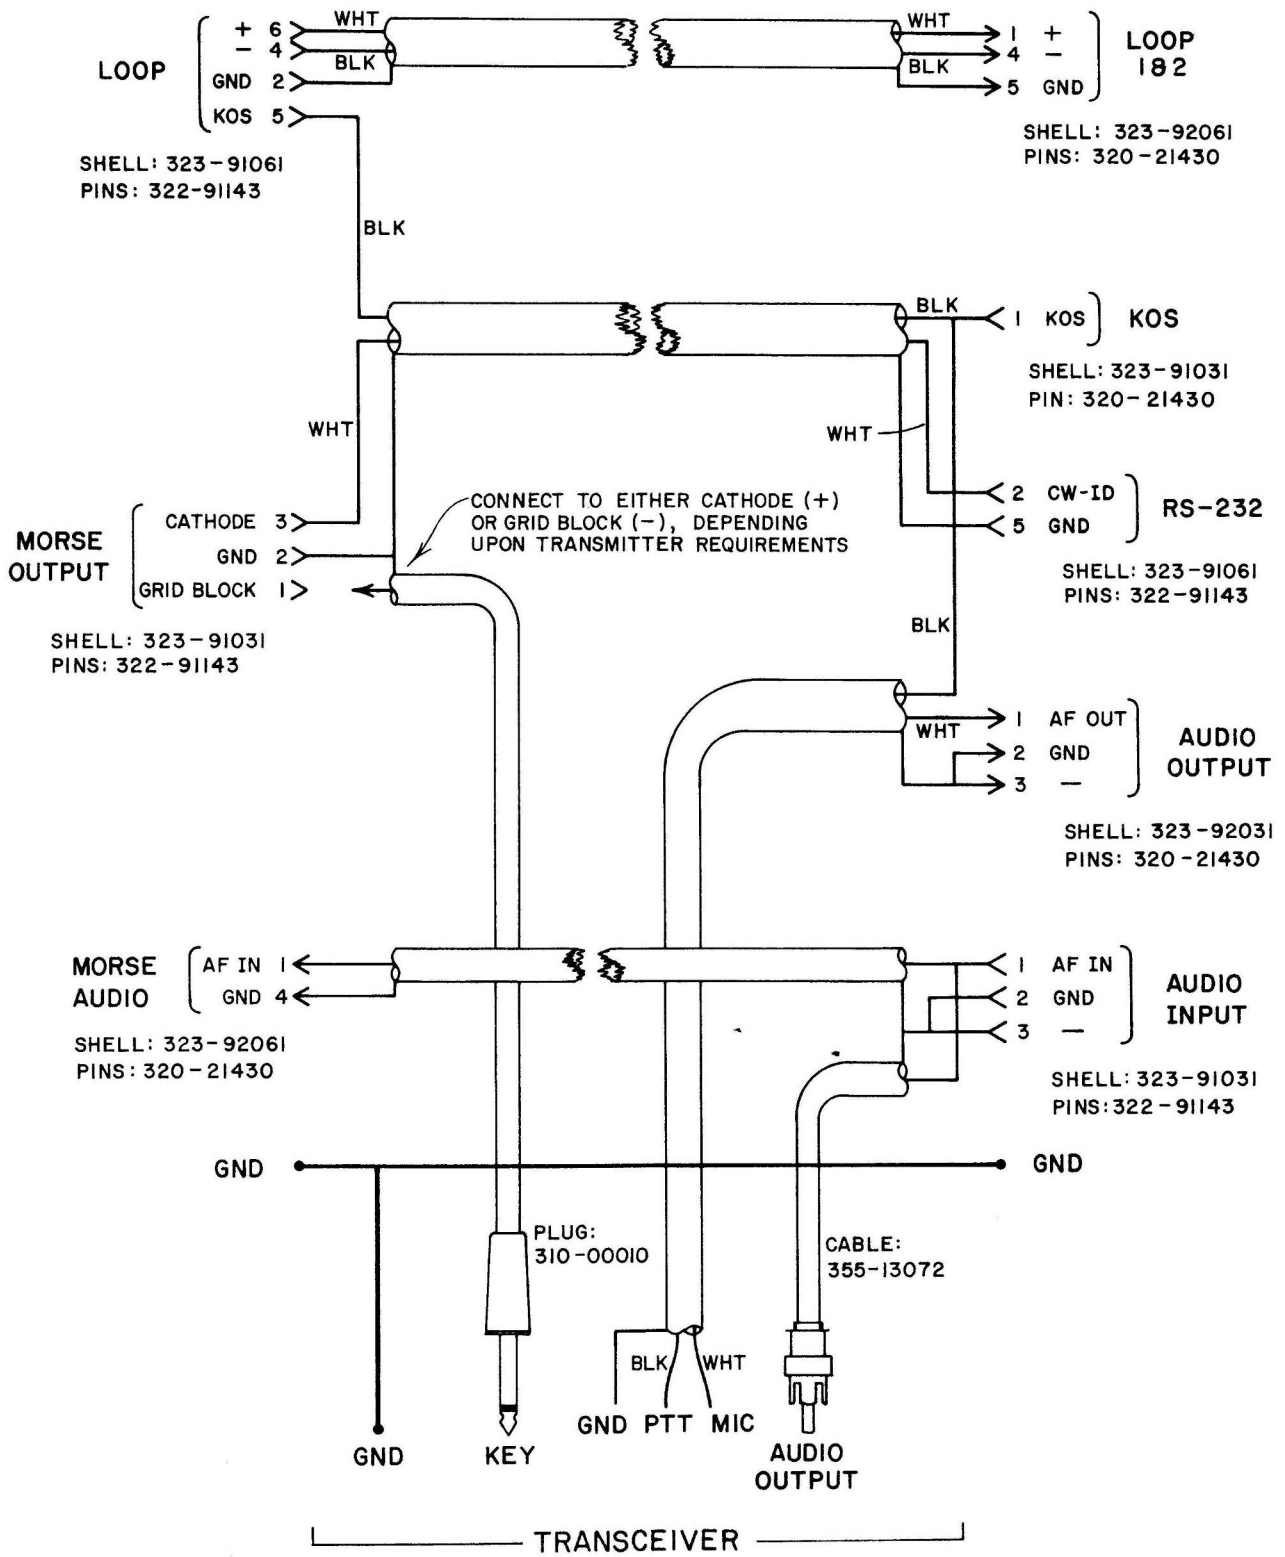 LOOP
+ 6
- 4
GND 2
KOS 5
WHT
BLK
WHT
BLK
1 +
4 -
5 GND
LOOP
182
SHELL: 323-91061
PINS: 322-91143
SHELL: 323-92061
PINS: 320-21430
BLK
BLK
1 KOS
KOS
SHELL: 323-91031
PIN: 320-21430
WHT
WHT
MORSE
OUTPUT
CATHODE 3
GND 2
GRID BLOCK 1
CONNECT TO EITHER CATHODE (+)
OR GRID BLOCK (-), DEPENDING
UPON TRANSMITTER REQUIREMENTS
2 CW-ID
5 GND
RS-232
SHELL: 323-91061
PINS: 322-91143
SHELL: 323-91031
PINS: 322-91143
BLK
WHT
1 AF OUT
2 GND
3 —
AUDIO
OUTPUT
SHELL: 323-92031
PINS: 320-21430
MORSE
AUDIO
AF IN 1
GND 4
SHELL: 323-92061
PINS: 320-21430
1 AF IN
2 GND
3 —
AUDIO
INPUT
SHELL: 323-91031
PINS: 322-91143
GND
GND
PLUG:
310-00010
CABLE:
355-13072
BLK
WHT
GND
KEY
GND PTT MIC
AUDIO
OUTPUT
TRANSCEIVER